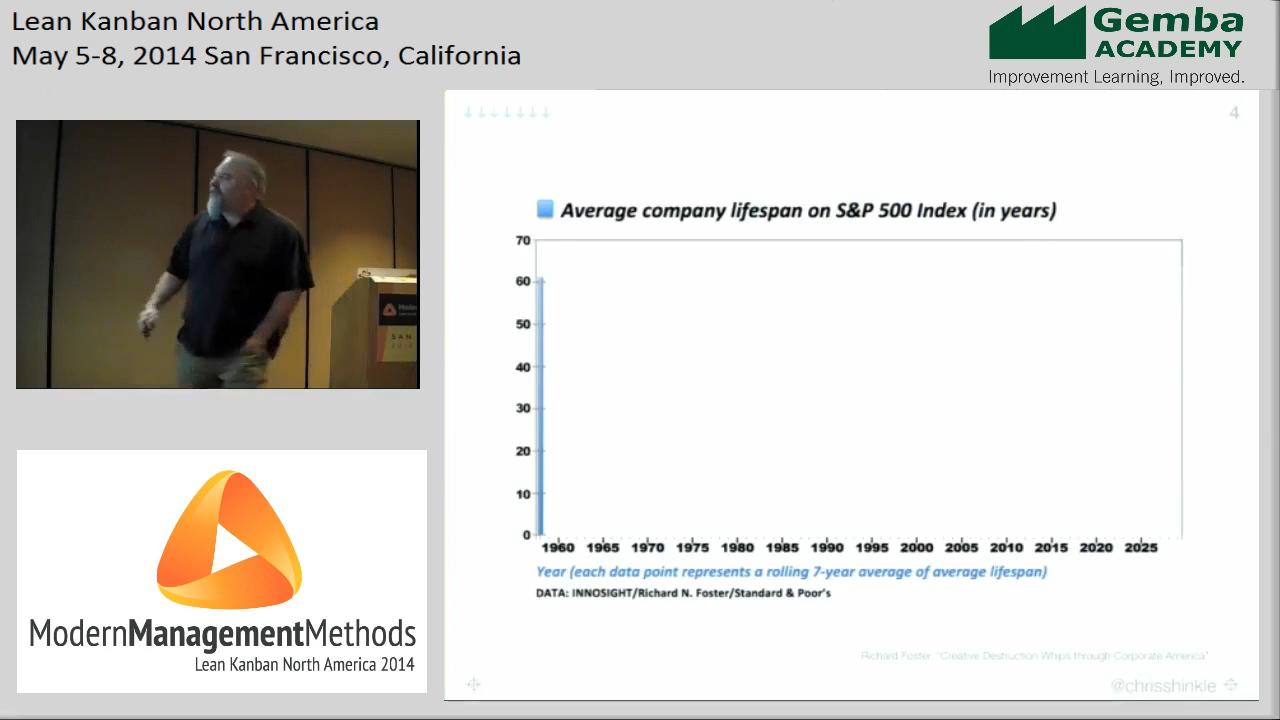 Lean Kanban North America
May 5-8, 2014 San Francisco, California
Gemba
ACADEMY
Improvement Learning, Improved.
4
Average company lifespan on S&P 500 Index (in years)
70
60
50
40
30
20
10
0
1960 1965 1970 1975 1980 1985 1990 1995 2000 2005 2010 2015 2020 2025
Year (each data point represents a rolling 7-year average of average lifespan)
DATA: INNOSIGHT/Richard N. Foster/Standard & Poor's
Richard Foster. "Creative Destruction Whips through Corporate America"
@chrisshinkle
SAN
ModernManagementMethods
Lean Kanban North America 2014